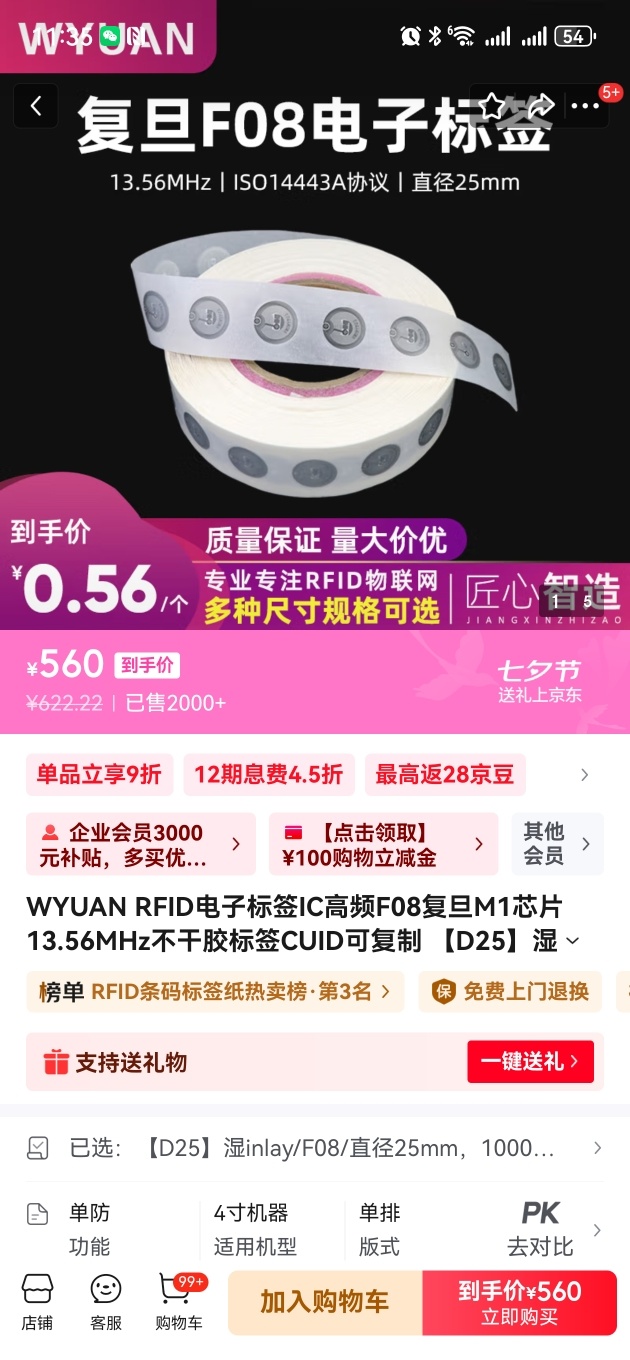 WYUAN
54
5+
复旦F08电子标签
13.56MHz | ISO14443A协议 | 直径25mm
到手价
¥0.56/个
质量保证 量大价优
专业专注RFID物联网
多种尺寸规格可选
匠心智造
JIANGXINZHIZAO
1 5
¥560 到手价
¥622.22 | 已售2000+
七夕节
送礼上京东
单品立享9折
12期息费4.5折
最高返28京豆
企业会员3000
元补贴，多买优...
【点击领取】
¥100购物立减金
其他
会员
WYUAN RFID电子标签IC高频F08复旦M1芯片
13.56MHz不干胶标签CUID可复制 【D25】湿
榜单 RFID条码标签纸热卖榜·第3名
保 免费上门退换
支持送礼物
一键送礼
已选： 【D25】湿inlay/F08/直径25mm，1000...
单防
功能
4寸机器
适用机型
单排
版式
PK
去对比
店铺
客服
99+
购物车
加入购物车
到手价¥560
立即购买